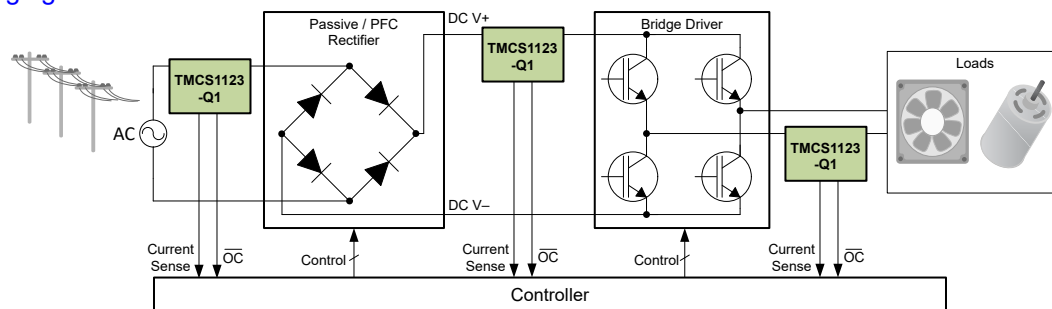 Passive / PFC
Rectifier
DC V+
TMCS1123
-Q1
Bridge Driver
Loads
TMCS1123
-Q1
AC
TMCS1123
-Q1
DC V–
Current
Sense
OC
Control
Current
Sense
OC
Control
Current
Sense
OC
Controller